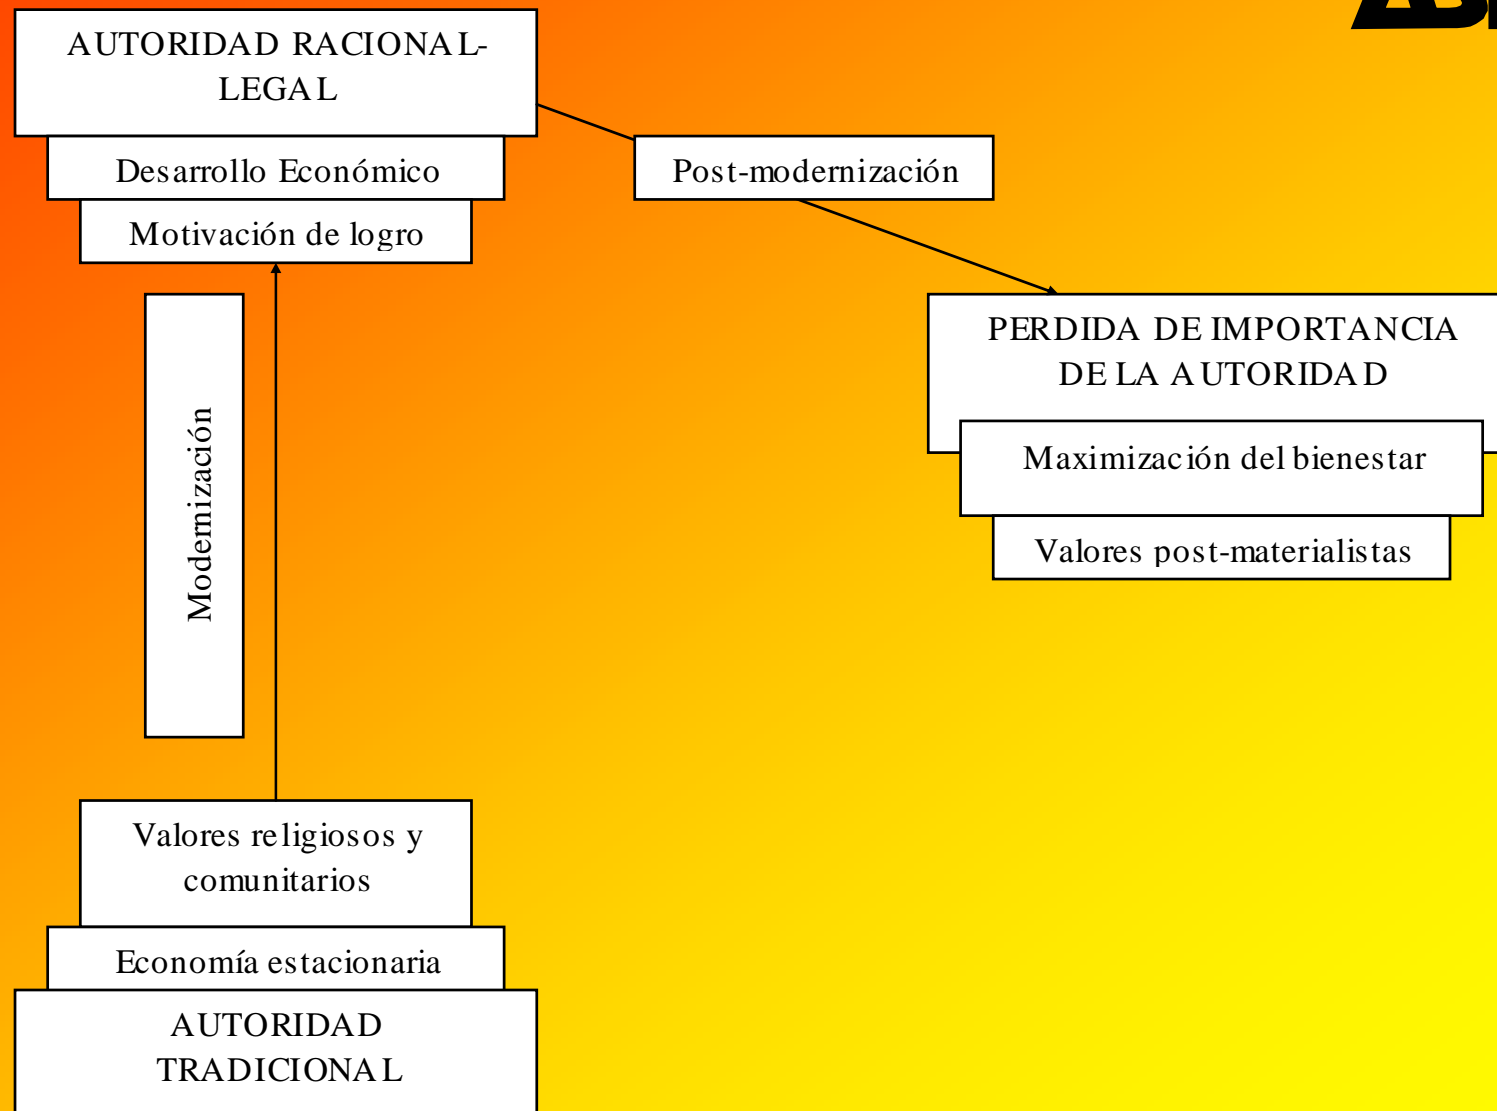 AUTORIDAD RACIONAL-
LEGAL
Desarrollo Económico
Motivación de logro
Post-modernización
PERDIDA DE IMPORTANCIA
DE LA AUTORIDAD
Maximización del bienestar
Valores post-materialistas
Modernización
Valores religiosos y
comunitarios
Economía estacionaria
AUTORIDAD
TRADICIONAL